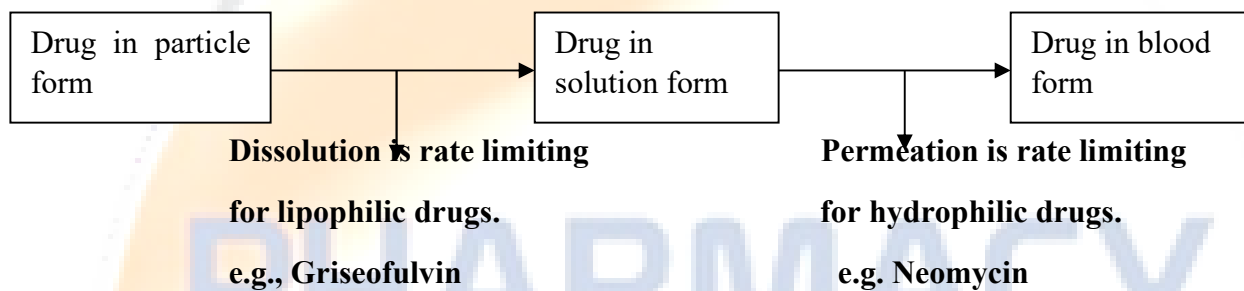 Drug in particle
form
Drug in
solution form
Drug in blood
form
Dissolution is rate limiting
for lipophilic drugs.
e.g., Griseofulvin
Permeation is rate limiting
for hydrophilic drugs.
e.g. Neomycin
PHARMACY